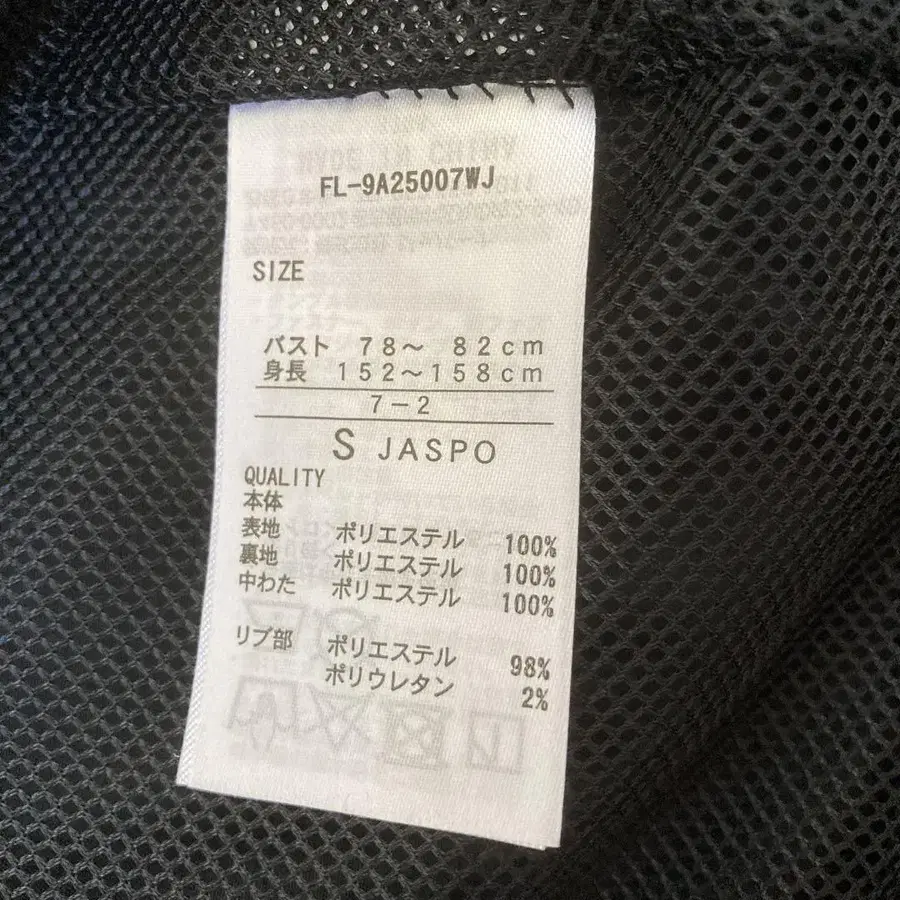 MADE IN CHINA
FL-9A25007WJ
SIZE
バスト 78～ 82cm
身長 152～158cm
7-2
S JASPO
QUALITY
本体
表地 ポリエステル 100%
裏地 ポリエステル 100%
中わた ポリエステル 100%
リブ部 ポリエステル 98%
ポリウレタン 2%